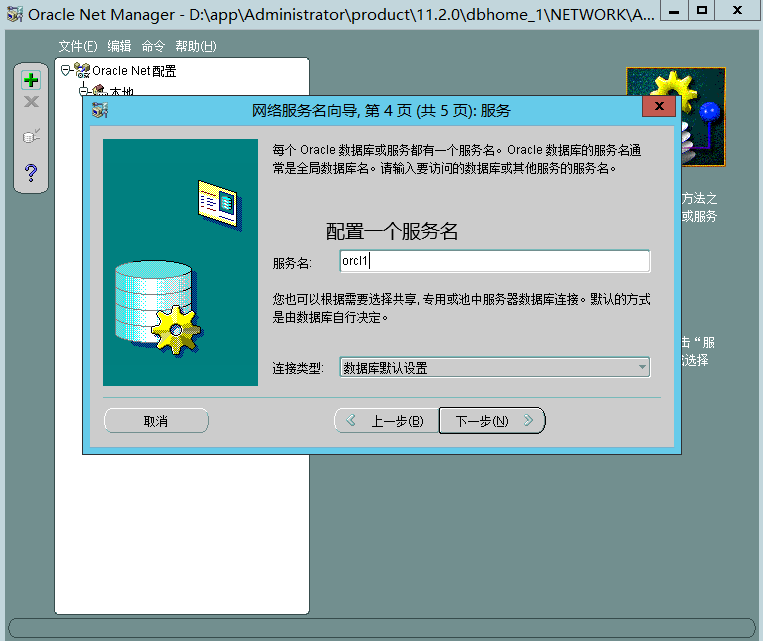 Oracle Net Manager - D:\app\Administrator\product\11.2.0\dbhome_1\NETWORK\A...
文件(F) 编辑 命令 帮助(H)
Oracle Net 配置
本地
网络服务名向导, 第 4 页 (共 5 页): 服务
每个 Oracle 数据库或服务都有一个服务名。Oracle 数据库的服务名通
常是全局数据库名。请输入要访问的数据库或其他服务的服务名。
方法之
或服务
配置一个服务名
服务名: orcl1
您也可以根据需要选择共享, 专用或池中服务器数据库连接。默认的方式
是由数据库自行决定。
击“服
选择
连接类型: 数据库默认设置
取消 上一步(B) 下一步(N)